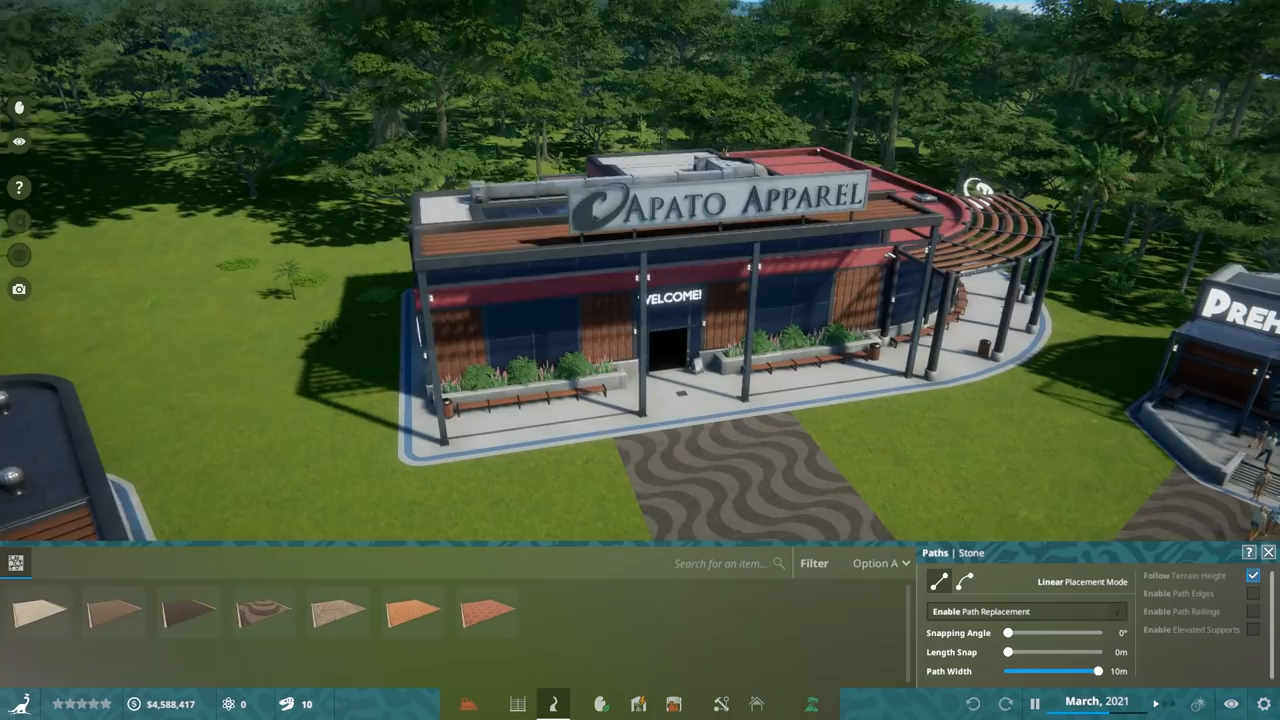 APATO APPAREL
WELCOME!
PREH
Paths | Stone
?
Search for an item...
Filter
Option A
Linear Placement Mode
Follow Terrain Height
Enable Path Edges
Enable Path Replacement
Enable Path Railings
Snapping Angle 0°
Enable Elevated Supports
Length Snap 0m
Path Width 10m
$4,588,417
0
10
March, 2021